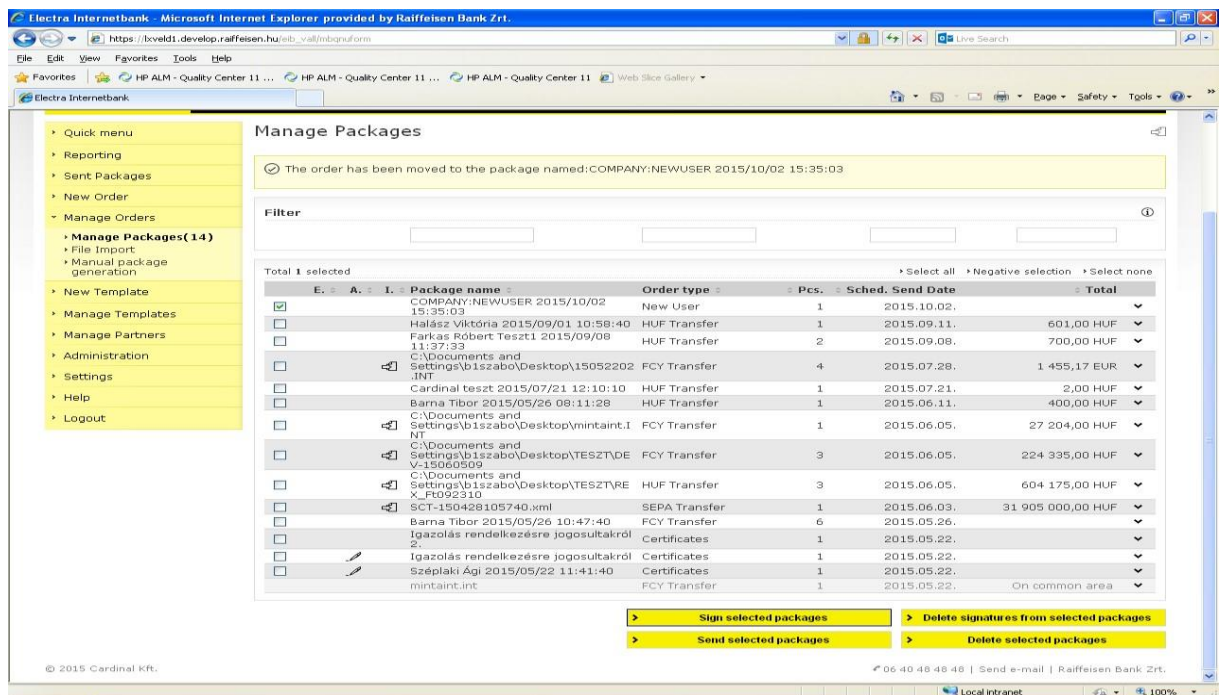 Electra Internetbank - Microsoft Internet Explorer provided by Raiffeisen Bank Zrt.
https://lxveld1.develop.raiffeisen.hu/eib_vall/mbqnuform
Live Search
File Edit View Favorites Tools Help
Favorites HP ALM - Quality Center 11 ... HP ALM - Quality Center 11 ... HP ALM - Quality Center 11 Web Slice Gallery
Electra Internetbank
Page Safety Tools
Quick menu
Reporting
Sent Packages
New Order
Manage Orders
Manage Packages(14)
File Import
Manual package
generation
New Template
Manage Templates
Manage Partners
Administration
Settings
Help
Logout
Manage Packages
The order has been moved to the package named:COMPANY:NEWUSER 2015/10/02 15:35:03
Filter
Total 1 selected Select all Negative selection Select none
E. A. I. Package name Order type Pcs. Sched. Send Date Total
COMPANY:NEWUSER 2015/10/02
15:35:03 New User 1 2015.10.02.
Halász Viktória 2015/09/01 10:58:40 HUF Transfer 1 2015.09.11. 601,00 HUF
Farkas Róbert Teszt1 2015/09/08
11:37:33 HUF Transfer 2 2015.09.08. 700,00 HUF
C:\Documents and
Settings\b1szabo\Desktop\15052202 FCY Transfer 4 2015.07.28. 1 455,17 EUR
.INT
Cardinal teszt 2015/07/21 12:10:10 HUF Transfer 1 2015.07.21. 2,00 HUF
Barna Tibor 2015/05/26 08:11:28 HUF Transfer 1 2015.06.11. 400,00 HUF
C:\Documents and
Settings\b1szabo\Desktop\mintaint.I FCY Transfer 1 2015.06.05. 27 204,00 HUF
NT
C:\Documents and
Settings\b1szabo\Desktop\TESZT\DE FCY Transfer 3 2015.06.05. 224 335,00 HUF
V-15060509
C:\Documents and
Settings\b1szabo\Desktop\TESZT\RE HUF Transfer 3 2015.06.05. 604 175,00 HUF
X_Ft092310
SCT-150428105740.xml SEPA Transfer 1 2015.06.03. 31 905 000,00 HUF
Barna Tibor 2015/05/26 10:47:40 FCY Transfer 6 2015.05.26.
Igazolás rendelkezésre jogosultakról
2. Certificates 1 2015.05.22.
Igazolás rendelkezésre jogosultakról Certificates 1 2015.05.22.
Széplaki Ági 2015/05/22 11:41:40 Certificates 1 2015.05.22.
mintaint.int FCY Transfer 1 2015.05.22. On common area
Sign selected packages Delete signatures from selected packages
Send selected packages Delete selected packages
© 2015 Cardinal Kft. 06 40 48 48 48 | Send e-mail | Raiffeisen Bank Zrt.
Local intranet 100%